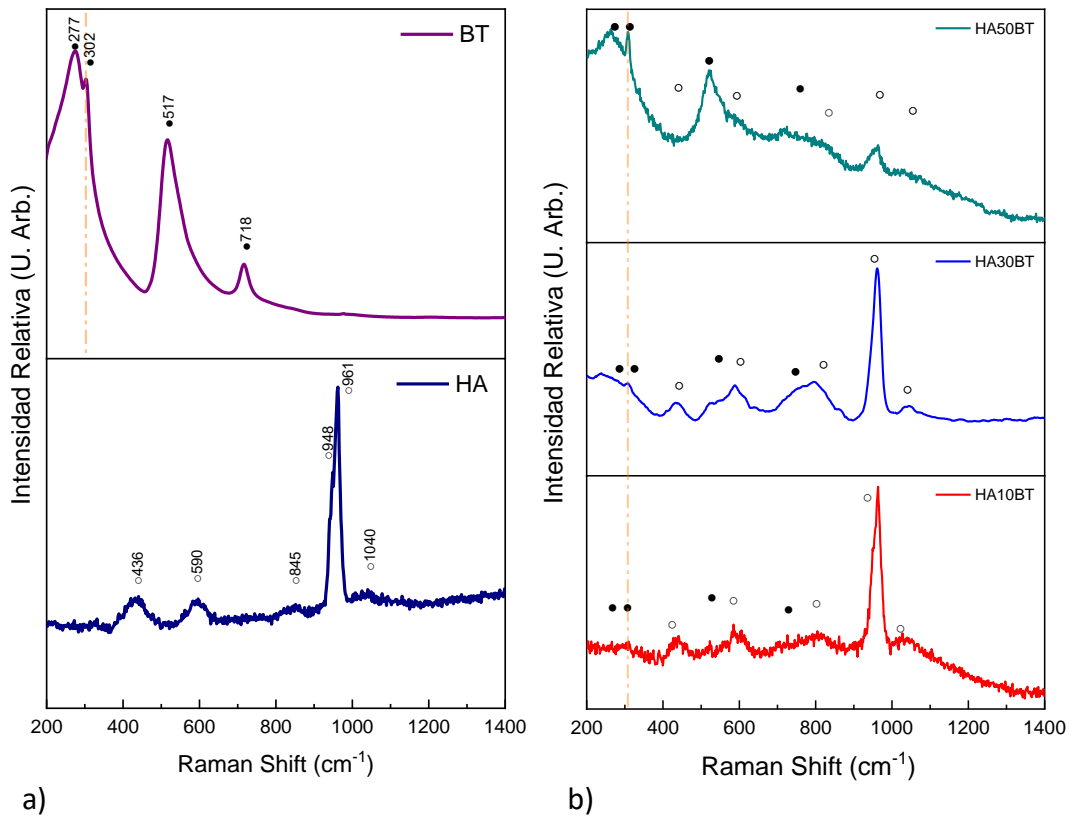 BT
277
302
517
718
HA
961
948
436
590
845
1040
Intensidad Relativa (U. Arb.)
200 400 600 800 1000 1200 1400
Raman Shift (cm-1)
a)
HA50BT
HA30BT
HA10BT
Intensidad Relativa (U. Arb.)
200 400 600 800 1000 1200 1400
Raman Shift (cm-1)
b)